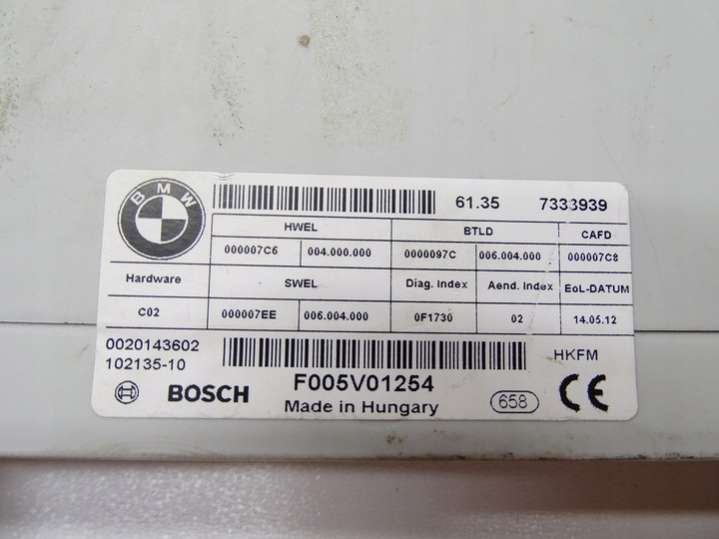 BMW 61.35 7333939
HWEL BTLD CAFD
000007C6 004.000.000 0000097C 006.004.000 000007C8
Hardware SWEL Diag. Index Aend. Index EoL-DATUM
C02 000007EE 006.004.000 0F1730 02 14.05.12
0020143602
102135-10 HKFM
BOSCH F005V01254
Made in Hungary 658 CE